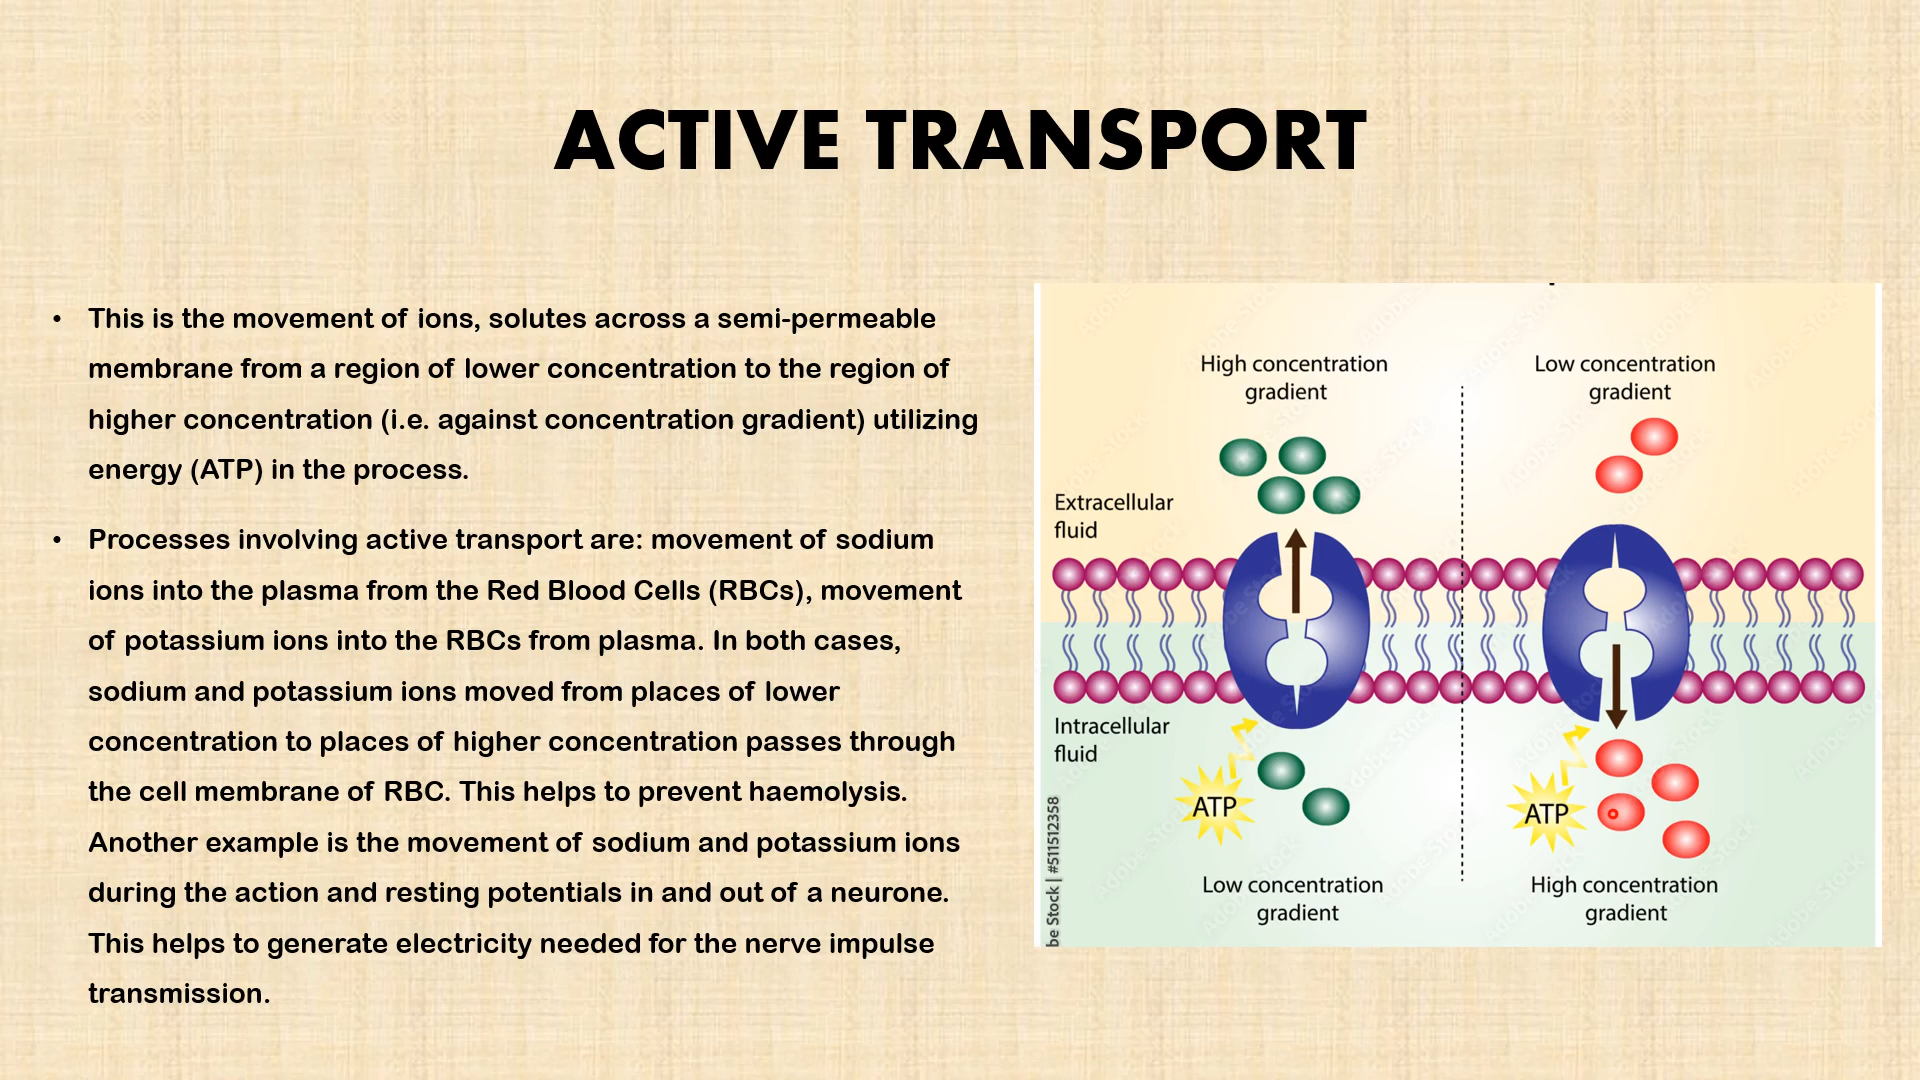 ACTIVE TRANSPORT
• This is the movement of ions, solutes across a semi-permeable
membrane from a region of lower concentration to the region of
higher concentration (i.e. against concentration gradient) utilizing
energy (ATP) in the process.
• Processes involving active transport are: movement of sodium
ions into the plasma from the Red Blood Cells (RBCs), movement
of potassium ions into the RBCs from plasma. In both cases,
sodium and potassium ions moved from places of lower
concentration to places of higher concentration passes through
the cell membrane of RBC. This helps to prevent haemolysis.
Another example is the movement of sodium and potassium ions
during the action and resting potentials in and out of a neurone.
This helps to generate electricity needed for the nerve impulse
transmission.
High concentration
gradient
Low concentration
gradient
Extracellular
fluid
Intracellular
fluid
ATP
ATP
Low concentration
gradient
High concentration
gradient
be Stock | #511512358